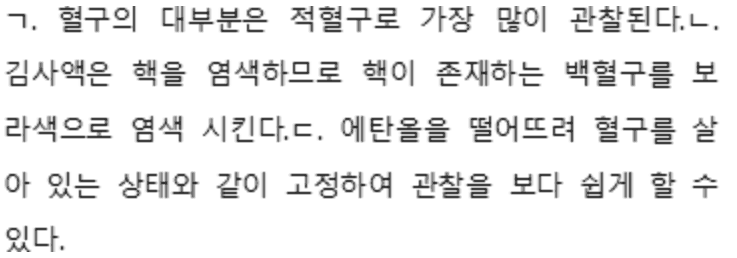 ㄱ. 혈구의 대부분은 적혈구로 가장 많이 관찰된다.ㄴ.
김사액은 핵을 염색하므로 핵이 존재하는 백혈구를 보
라색으로 염색 시킨다.ㄷ. 에탄올을 떨어뜨려 혈구를 살
아 있는 상태와 같이 고정하여 관찰을 보다 쉽게 할 수
있다.